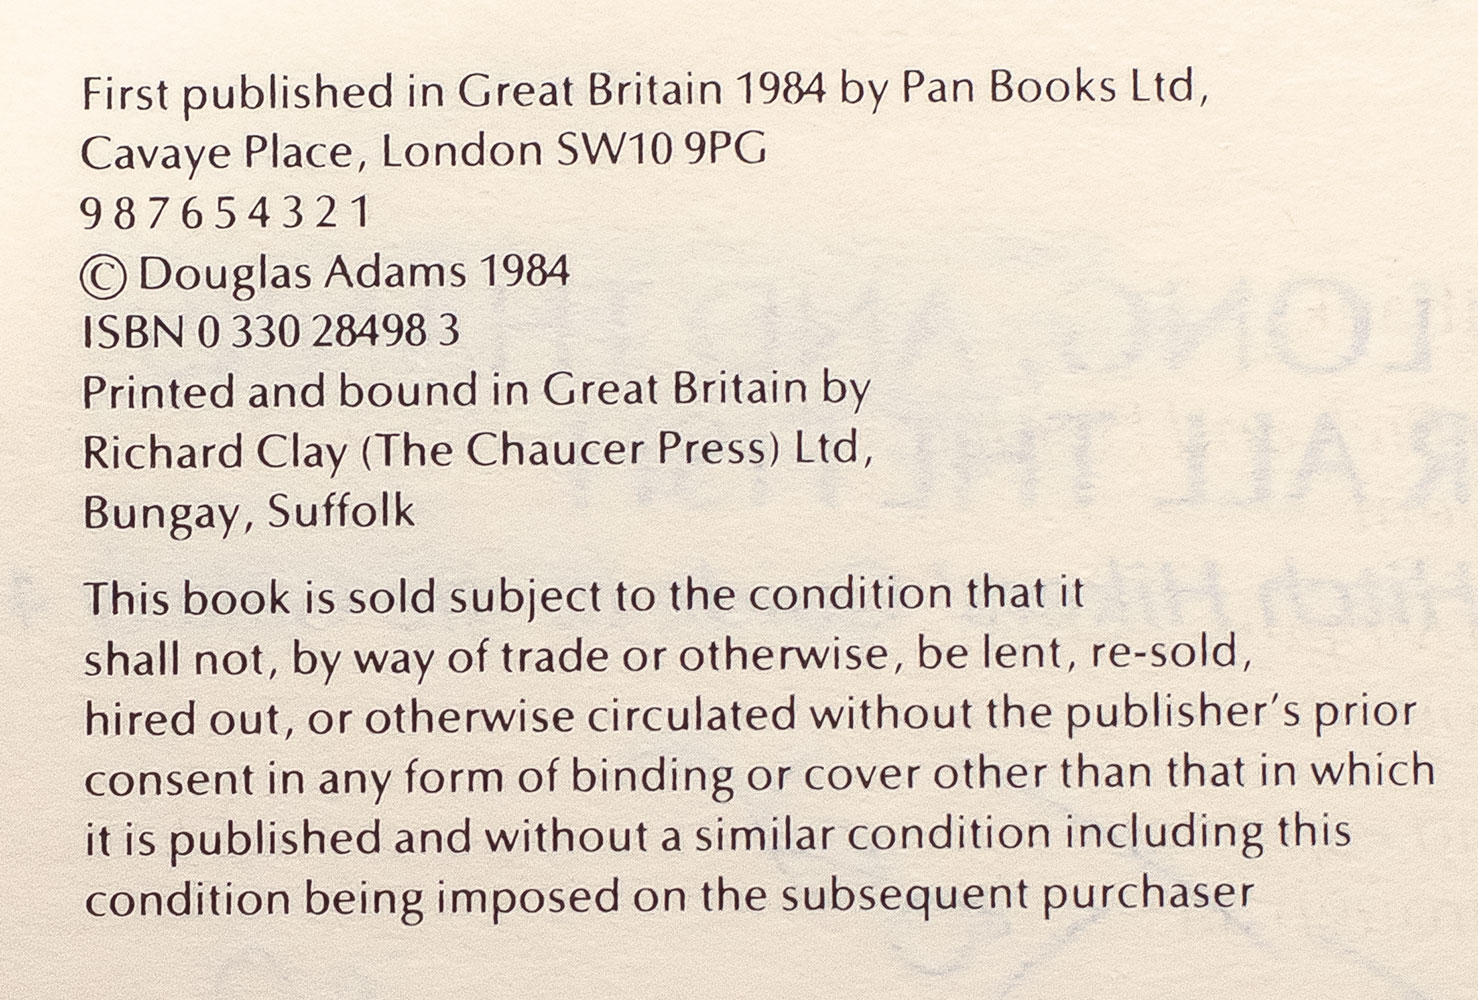 First published in Great Britain 1984 by Pan Books Ltd,
Cavaye Place, London SW10 9PG
9 8 7 6 5 4 3 2 1
© Douglas Adams 1984
ISBN 0 330 28498 3
Printed and bound in Great Britain by
Richard Clay (The Chaucer Press) Ltd,
Bungay, Suffolk
This book is sold subject to the condition that it
shall not, by way of trade or otherwise, be lent, re-sold,
hired out, or otherwise circulated without the publisher's prior
consent in any form of binding or cover other than that in which
it is published and without a similar condition including this
condition being imposed on the subsequent purchaser